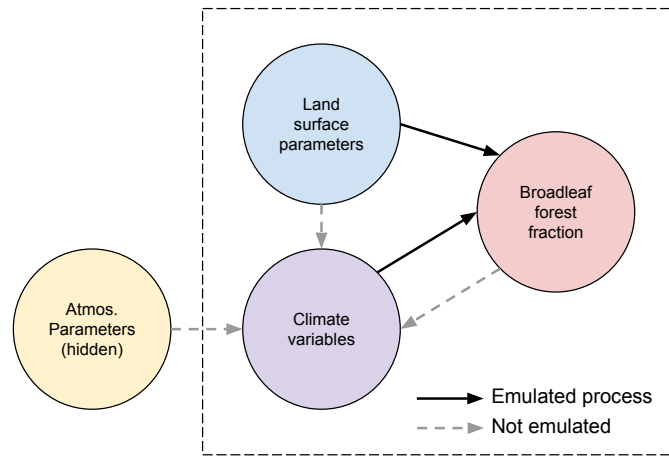 Land
surface
parameters
Broadleaf
forest
fraction
Atmos.
Parameters
(hidden)
Climate
variables
Emulated process
Not emulated